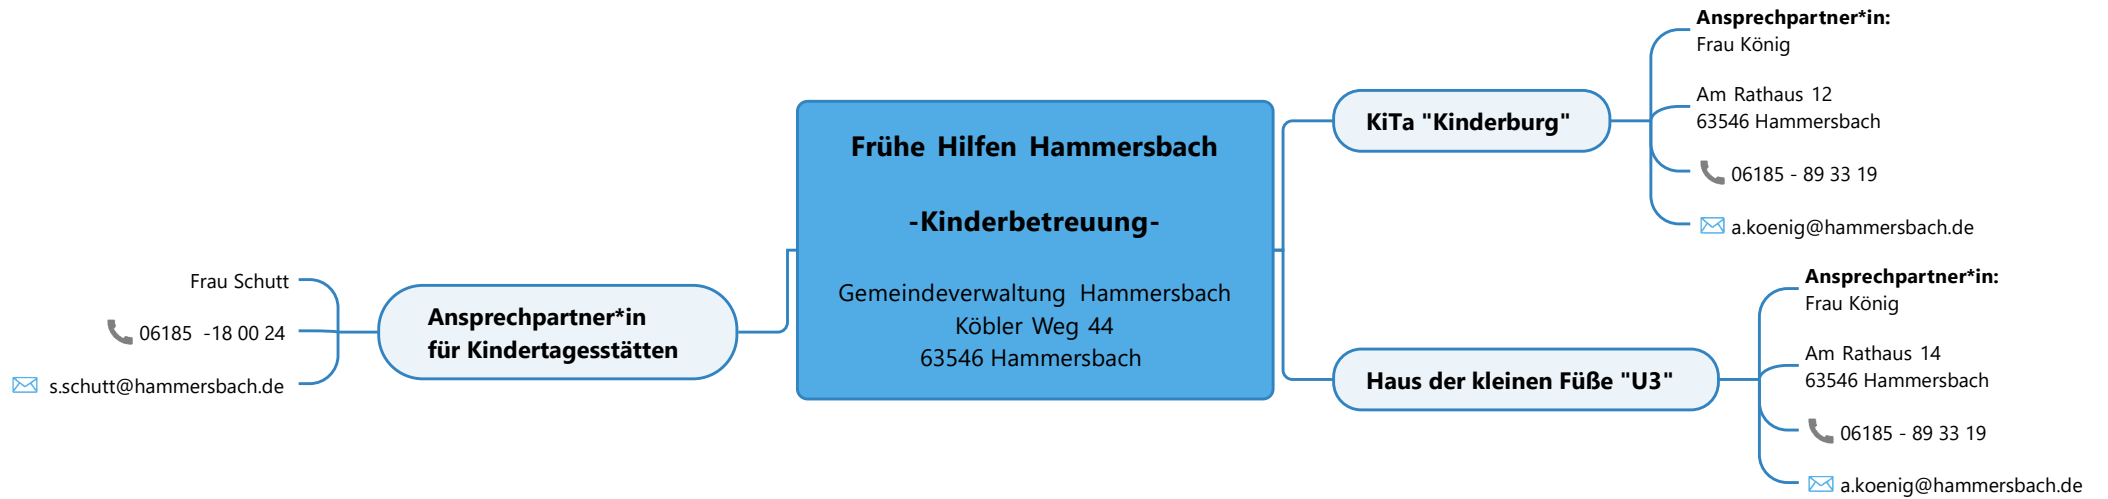 Frühe Hilfen Hammersbach
-Kinderbetreuung-
Gemeindeverwaltung Hammersbach
Köbler Weg 44
63546 Hammersbach
Ansprechpartner*in
für Kindertagesstätten
Frau Schutt
06185 -18 00 24
s.schutt@hammersbach.de
KiTa "Kinderburg"
Ansprechpartner*in:
Frau König
Am Rathaus 12
63546 Hammersbach
06185 - 89 33 19
a.koenig@hammersbach.de
Haus der kleinen Füße "U3"
Ansprechpartner*in:
Frau König
Am Rathaus 14
63546 Hammersbach
06185 - 89 33 19
a.koenig@hammersbach.de